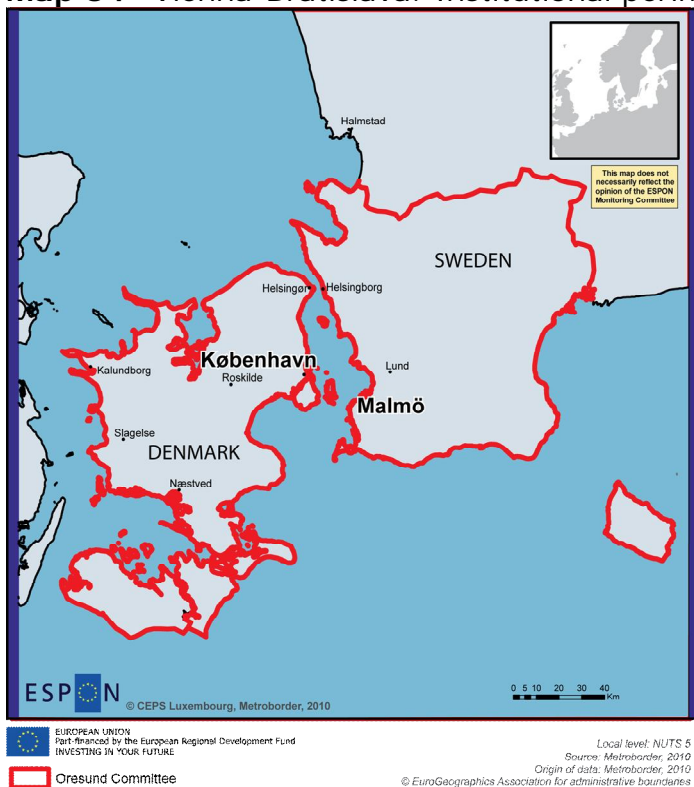 Halmstad
This map does not
necessarily reflect the
opinion of the ESPON
Monitoring Committee
SWEDEN
Helsingør
Helsingborg
København
Kalundborg
Roskilde
Lund
Malmö
Slagelse
DENMARK
Næstved
ESPON
© CEPS Luxembourg, Metroborder, 2010
0 5 10 20 30 40
Km
EUROPEAN UNION
Part-financed by the European Regional Development Fund
INVESTING IN YOUR FUTURE
Local level: NUTS 5
Source: Metroborder, 2010
Origin of data: Metroborder, 2010
© EuroGeographics Association for administrative boundaries
Oresund Committee